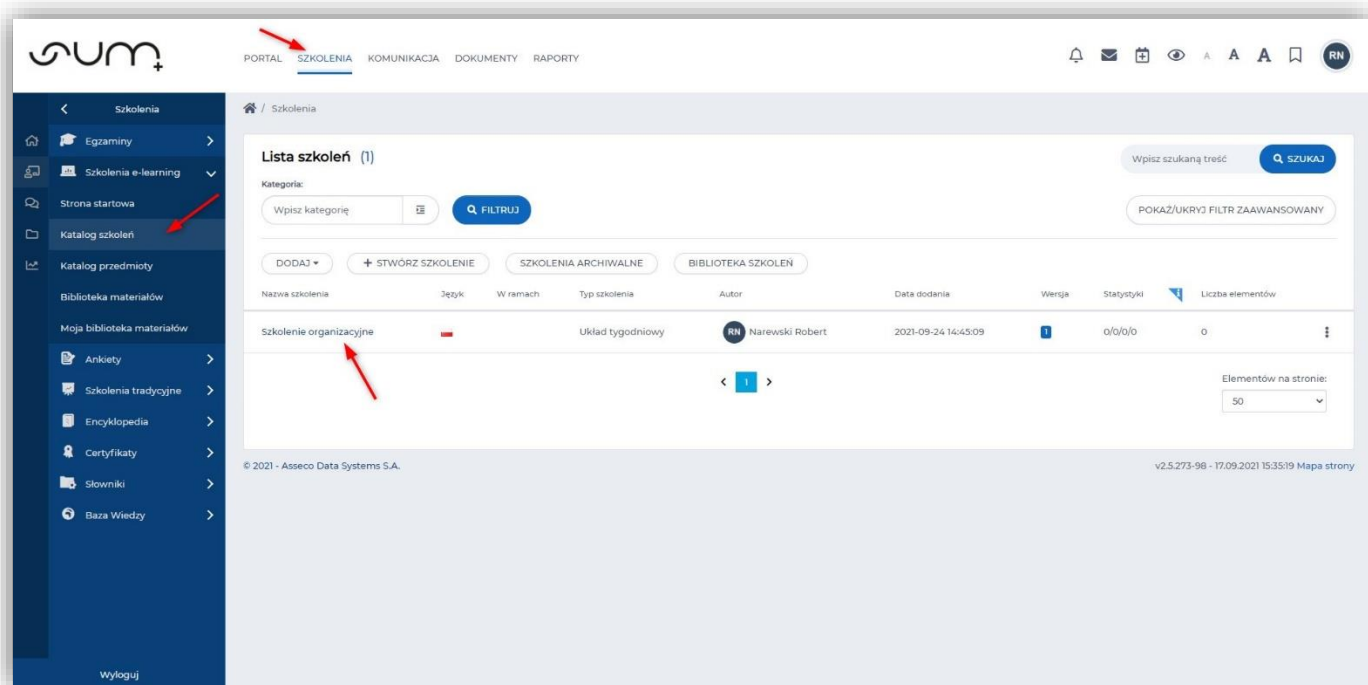 sum+
PORTAL SZKOLENIA KOMUNIKACJA DOKUMENTY RAPORTY
A A A RN
Szkolenia
Egzaminy
Szkolenia e-learning
Strona startowa
Katalog szkoleń
Katalog przedmioty
Biblioteka materiałów
Moja biblioteka materiałów
Ankiety
Szkolenia tradycyjne
Encyklopedia
Certyfikaty
Słowniki
Baza Wiedzy
Wyloguj
/ Szkolenia
Lista szkoleń (1)
Wpisz szukaną treść SZUKAJ
Kategoria:
Wpisz kategorię FILTRUJ
POKAŻ/UKRYJ FILTR ZAAWANSOWANY
DODAJ + STWÓRZ SZKOLENIE SZKOLENIA ARCHIWALNE BIBLIOTEKA SZKOLEŃ
Nazwa szkolenia Język W ramach Typ szkolenia Autor Data dodania Wersja Statystyki Liczba elementów
Szkolenie organizacyjne Układ tygodniowy RN Narewski Robert 2021-09-24 14:45:09 1 0/0/0/0 0
< 1 >
Elementów na stronie:
50
© 2021 - Asseco Data Systems S.A.
v2.5.273-98 - 17.09.2021 15:35:19 Mapa strony